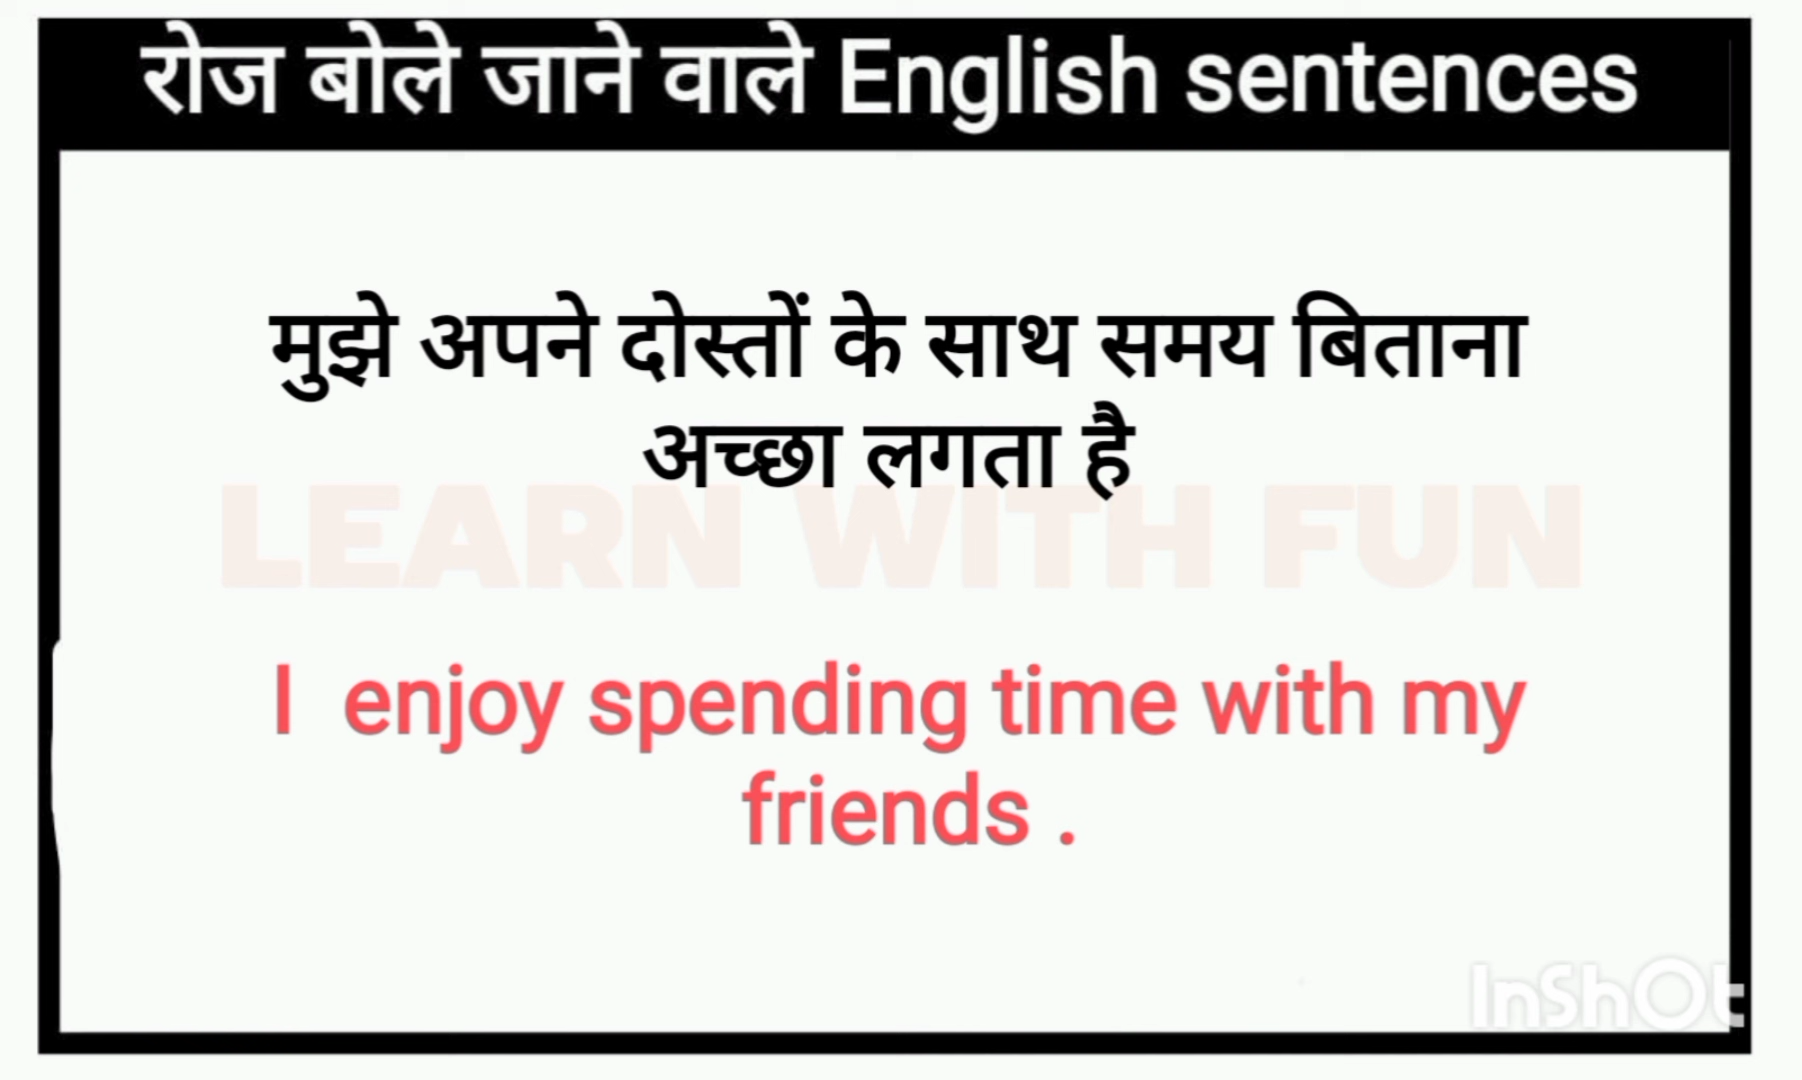 रोज बोले जाने वाले English sentences
मुझे अपने दोस्तों के साथ समय बिताना
अच्छा लगता है
LEARN WITH FUN
I enjoy spending time with my
friends .
InShOt